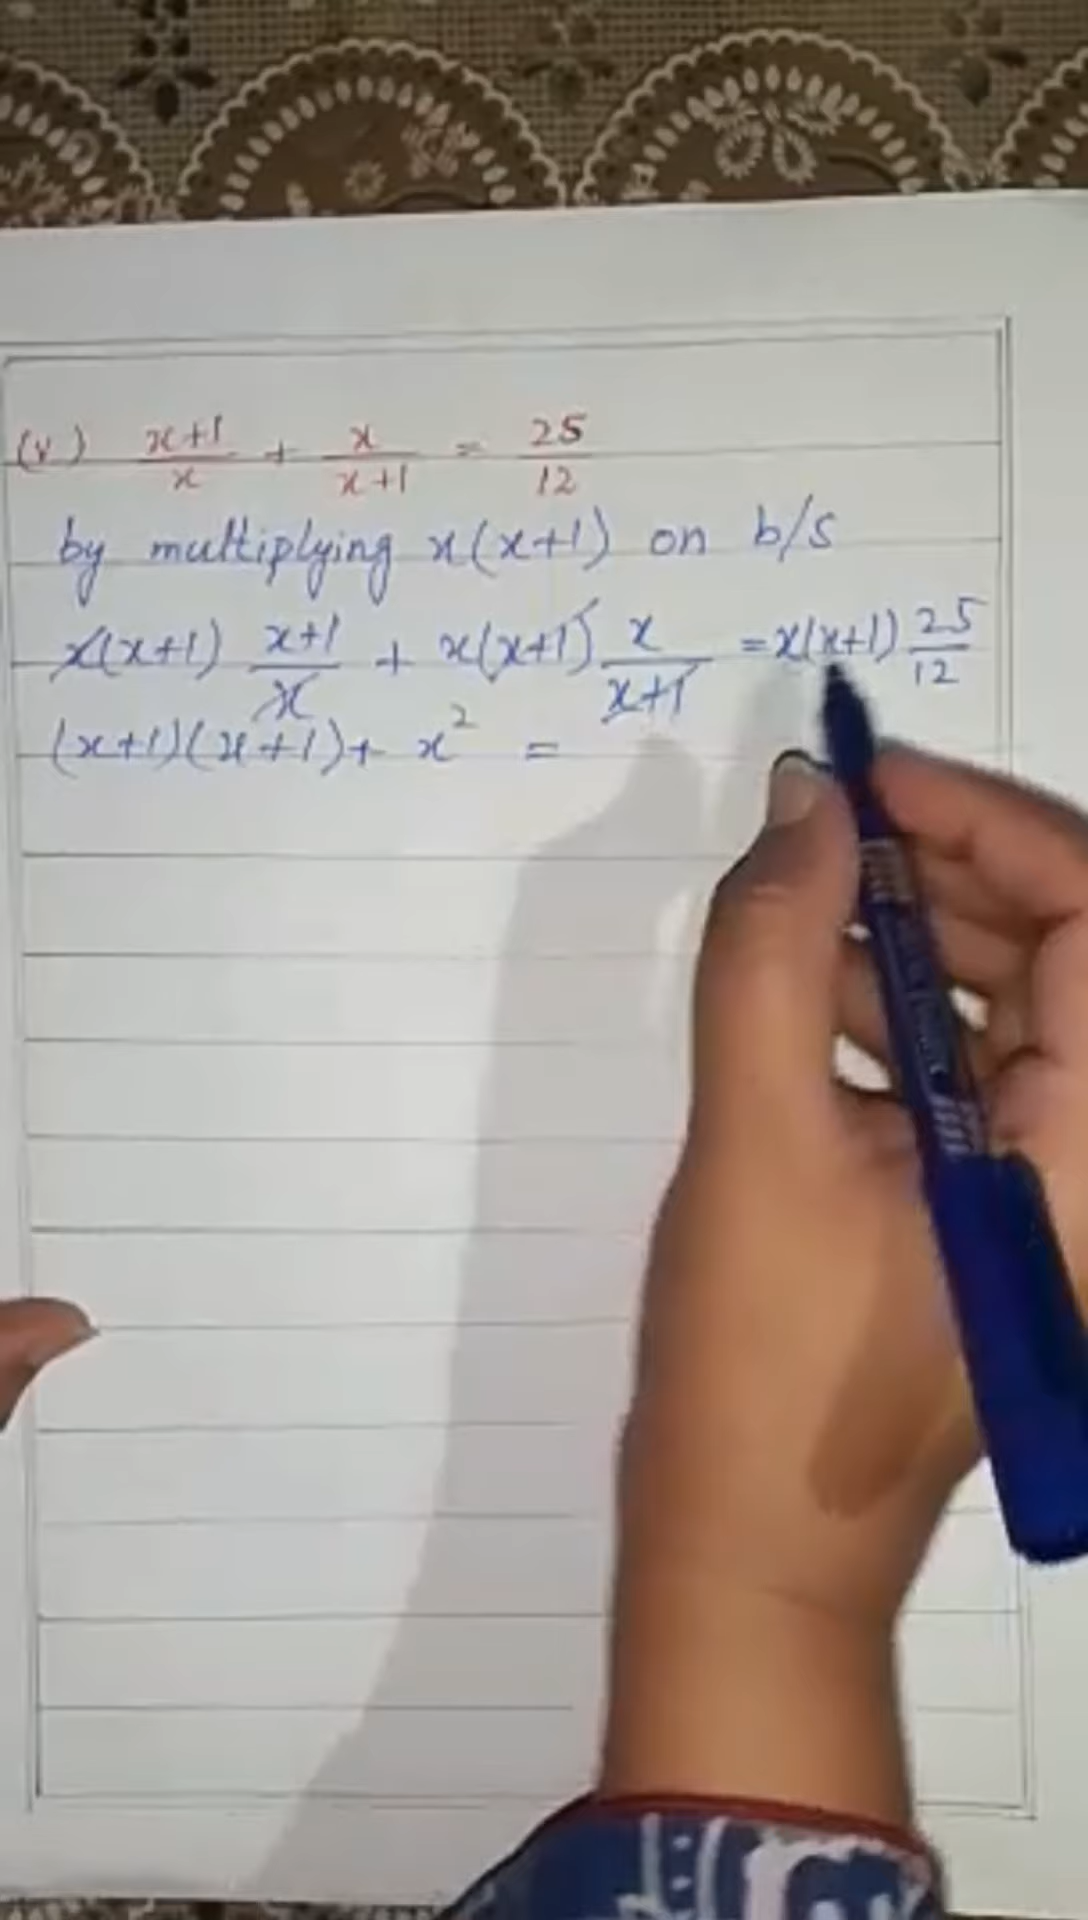 (v) x+1/x + x/x+1 = 25/12
by multiplying x(x+1) on b/s
x(x+1) x+1/x + x(x+1) x/x+1 = x(x+1) 25/12
(x+1)(x+1)+ x² =